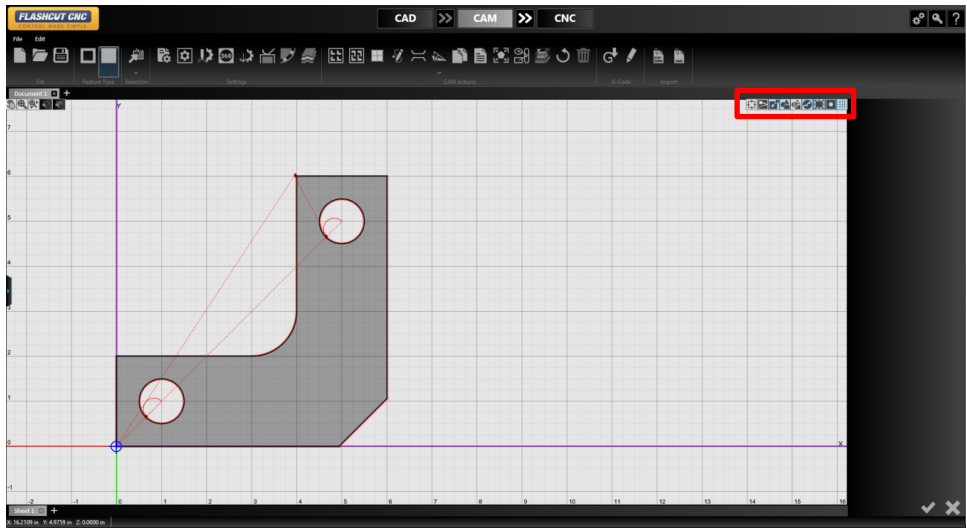 FLASHCUT CNC
CONTROL MADE SIMPLE
CAD >> CAM >> CNC
?
File Edit
File Feature Type Selection Settings CAM Actions G-Code Import
360
Document 1 +
Y
7
6
5
4
3
2
1
0
X
-1
-2 -1 0 1 2 3 4 5 6 7 8 9 10 11 12 13 14 15 16
Sheet 1 +
X: 16.2109 in Y: 4.9759 in Z: 0.0000 in